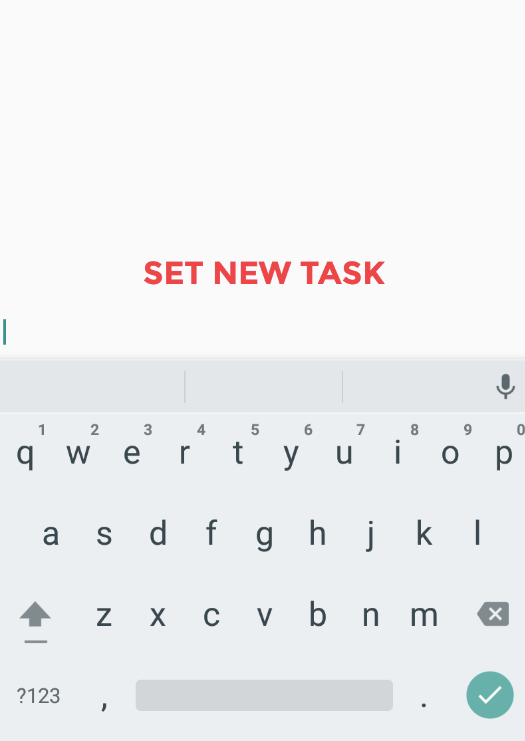 SET NEW TASK
1 2 3 4 5 6 7 8 9 0
q w e r t y u i o p
a s d f g h j k l
z x c v b n m
?123 , .